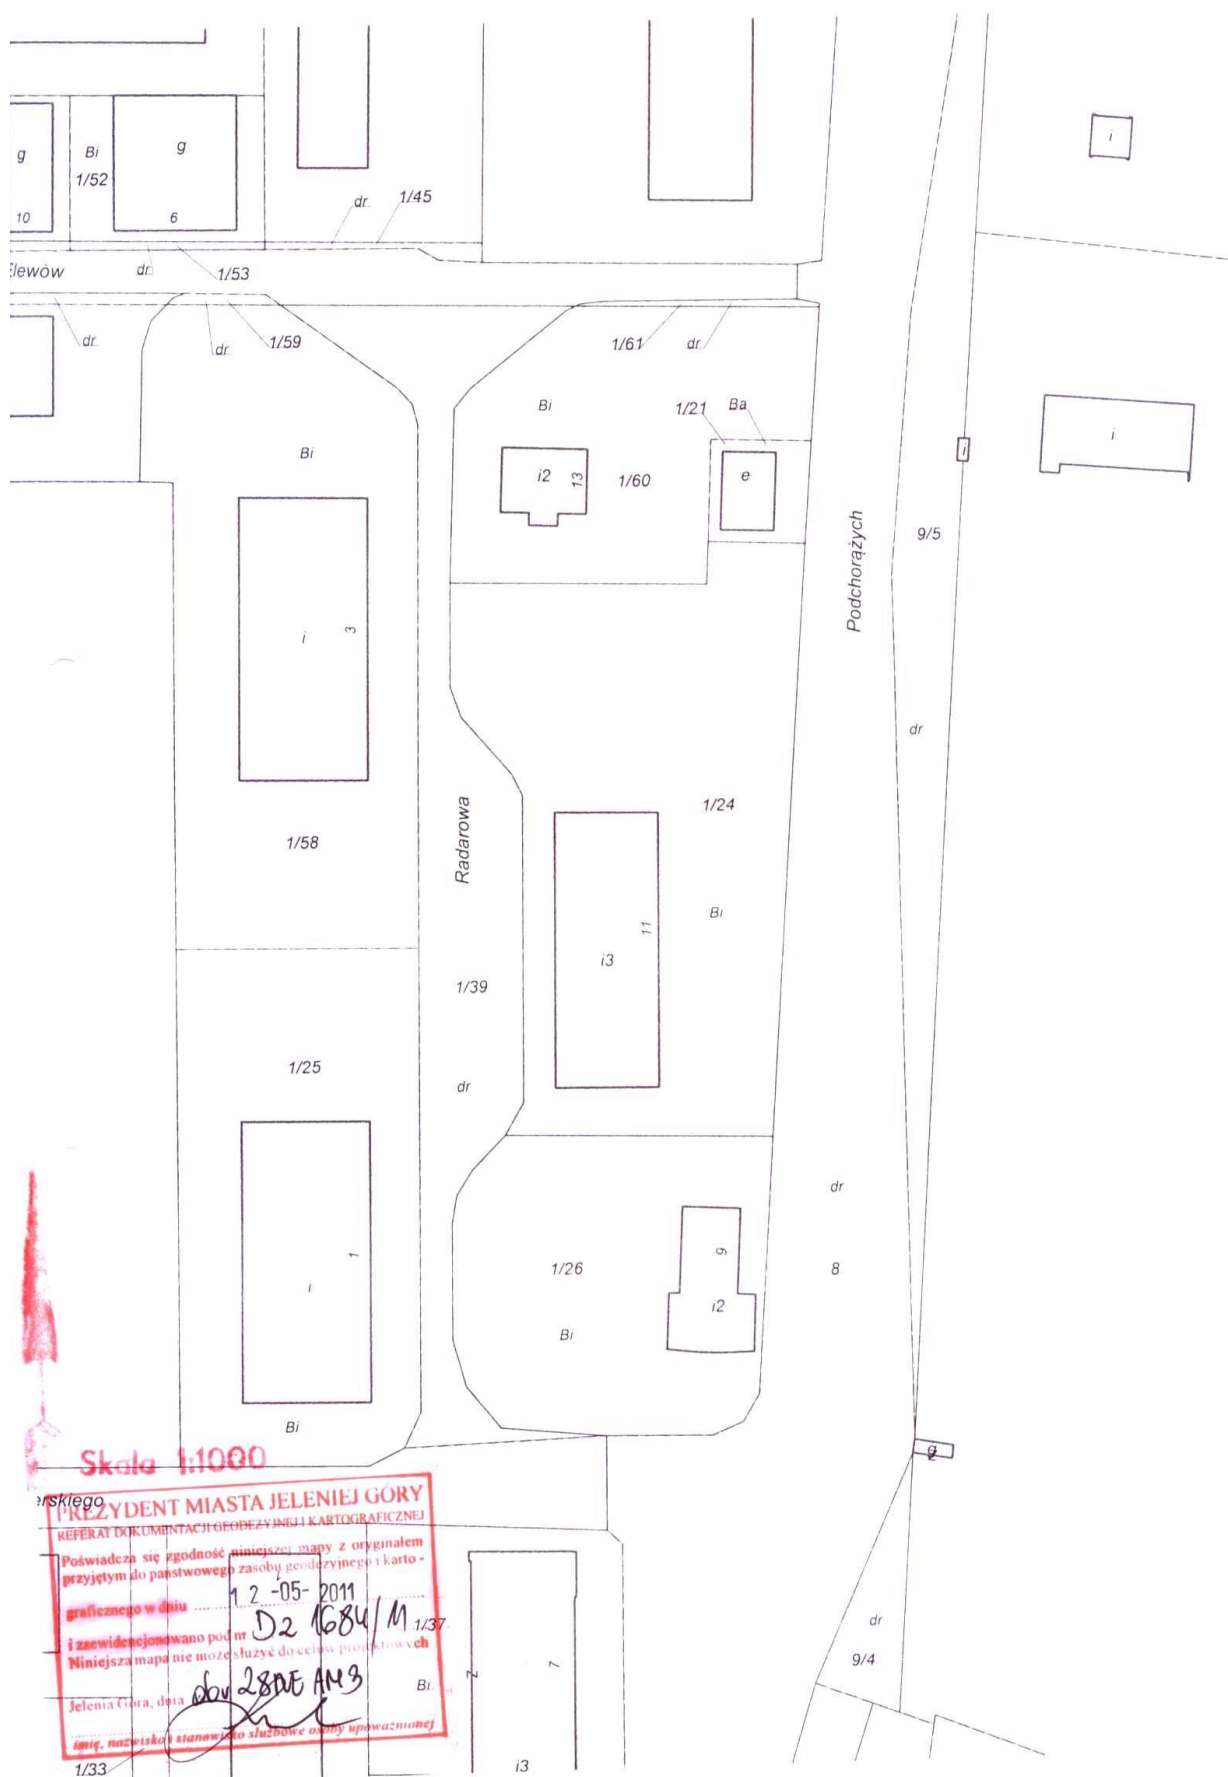 i
g
Bi
1/52
g
10
6
dr
1/45
lewów
dr
1/53
dr
dr
1/59
1/61
dr
Bi
1/21
Ba
Bi
i2
13
1/60
e
i
i
9/5
Podchorążych
i
3
dr
1/24
1/58
Radarowa
Bi
11
i3
1/39
1/25
dr
dr
1/26
9
8
1
i
i2
Bi
Bi
Skala 1:1000
erskiego
PREZYDENT MIASTA JELENIEJ GÓRY
REFERAT DOKUMENTACJI GEODEZYJNEJ I KARTOGRAFICZNEJ
Poświadcza się zgodność niniejszej mapy z oryginałem
przyjętym do państwowego zasobu geodezyjnego i karto -
graficznego w dniu 12 -05- 2011
i zaewidencjonowano pod nr D2 1684/11
1/37
Niniejsza mapa nie może służyć do celów projektowych
Jelenia Góra, dnia obr 28NE AM3
Bi
imię, nazwisko i stanowisko służbowe osoby upoważnionej
2
7
dr
9/4
1/33
i3